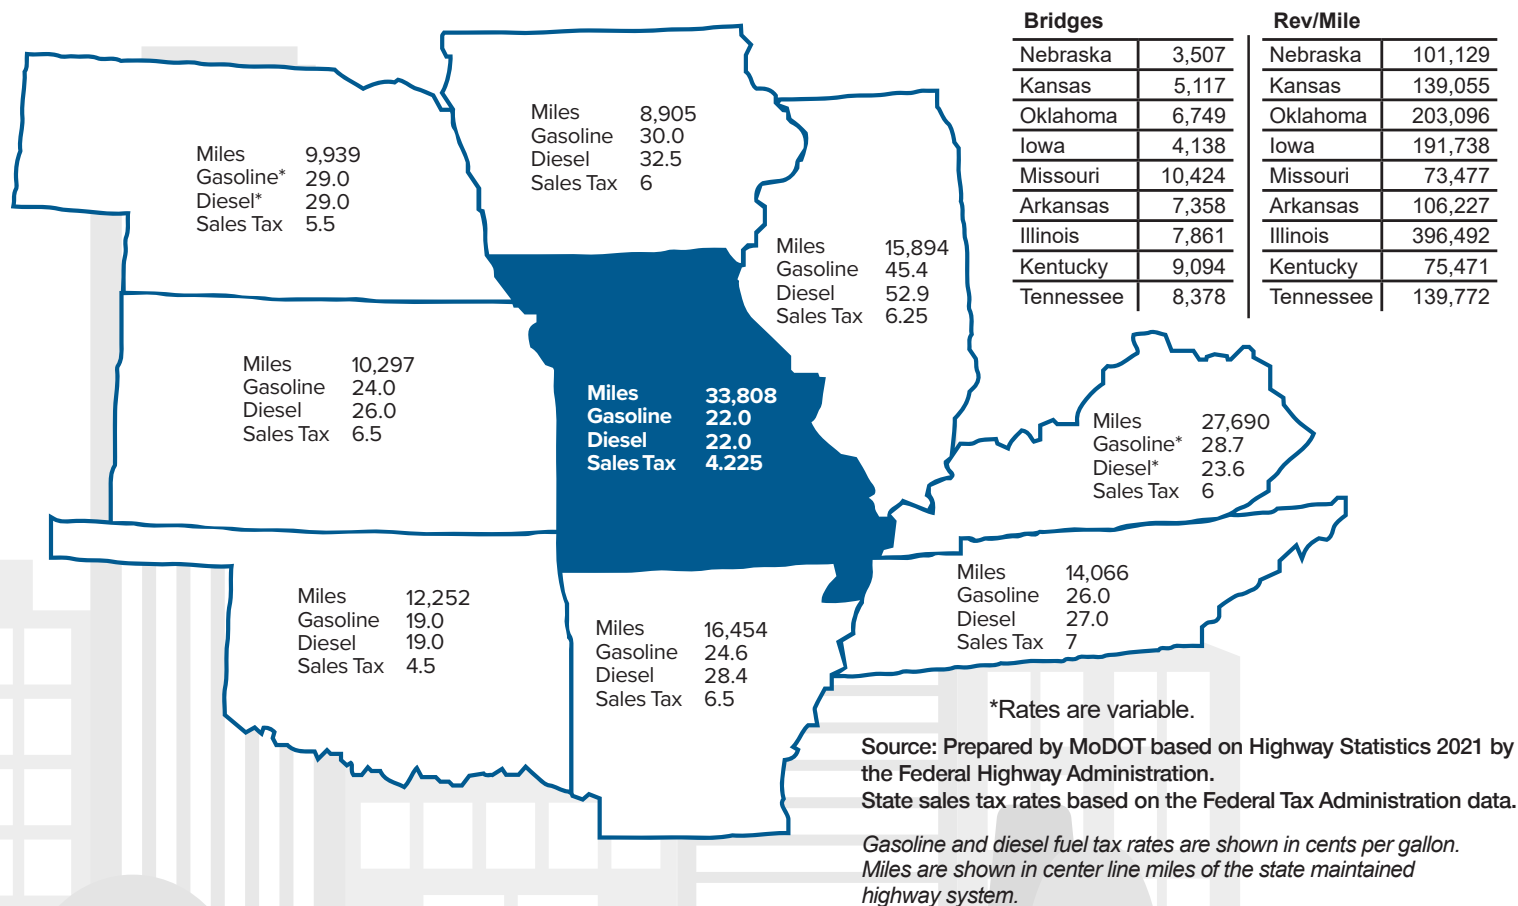 Bridges
Nebraska 3,507
Kansas 5,117
Oklahoma 6,749
Iowa 4,138
Missouri 10,424
Arkansas 7,358
Illinois 7,861
Kentucky 9,094
Tennessee 8,378
Rev/Mile
Nebraska 101,129
Kansas 139,055
Oklahoma 203,096
Iowa 191,738
Missouri 73,477
Arkansas 106,227
Illinois 396,492
Kentucky 75,471
Tennessee 139,772
Miles 9,939
Gasoline* 29.0
Diesel* 29.0
Sales Tax 5.5
Miles 8,905
Gasoline 30.0
Diesel 32.5
Sales Tax 6
Miles 15,894
Gasoline 45.4
Diesel 52.9
Sales Tax 6.25
Miles 10,297
Gasoline 24.0
Diesel 26.0
Sales Tax 6.5
Miles 33,808
Gasoline 22.0
Diesel 22.0
Sales Tax 4.225
Miles 27,690
Gasoline* 28.7
Diesel* 23.6
Sales Tax 6
Miles 12,252
Gasoline 19.0
Diesel 19.0
Sales Tax 4.5
Miles 16,454
Gasoline 24.6
Diesel 28.4
Sales Tax 6.5
Miles 14,066
Gasoline 26.0
Diesel 27.0
Sales Tax 7
*Rates are variable.
Source: Prepared by MoDOT based on Highway Statistics 2021 by
the Federal Highway Administration.
State sales tax rates based on the Federal Tax Administration data.
Gasoline and diesel fuel tax rates are shown in cents per gallon.
Miles are shown in center line miles of the state maintained
highway system.